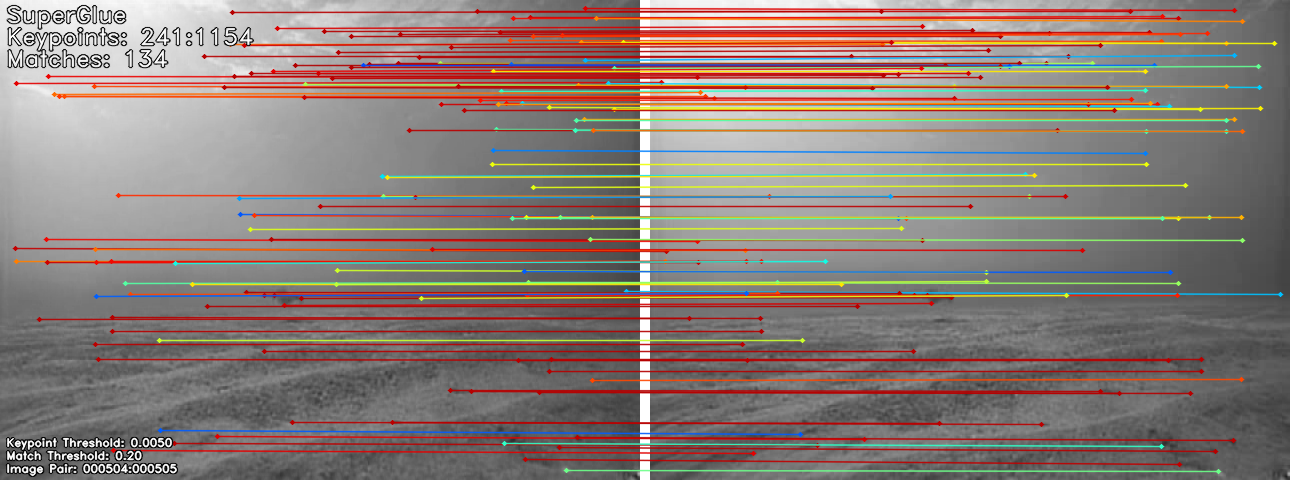 SuperGlue
Keypoints: 241:1154
Matches: 134
Keypoint Threshold: 0.0050
Match Threshold: 0.20
Image Pair: 000504:000505